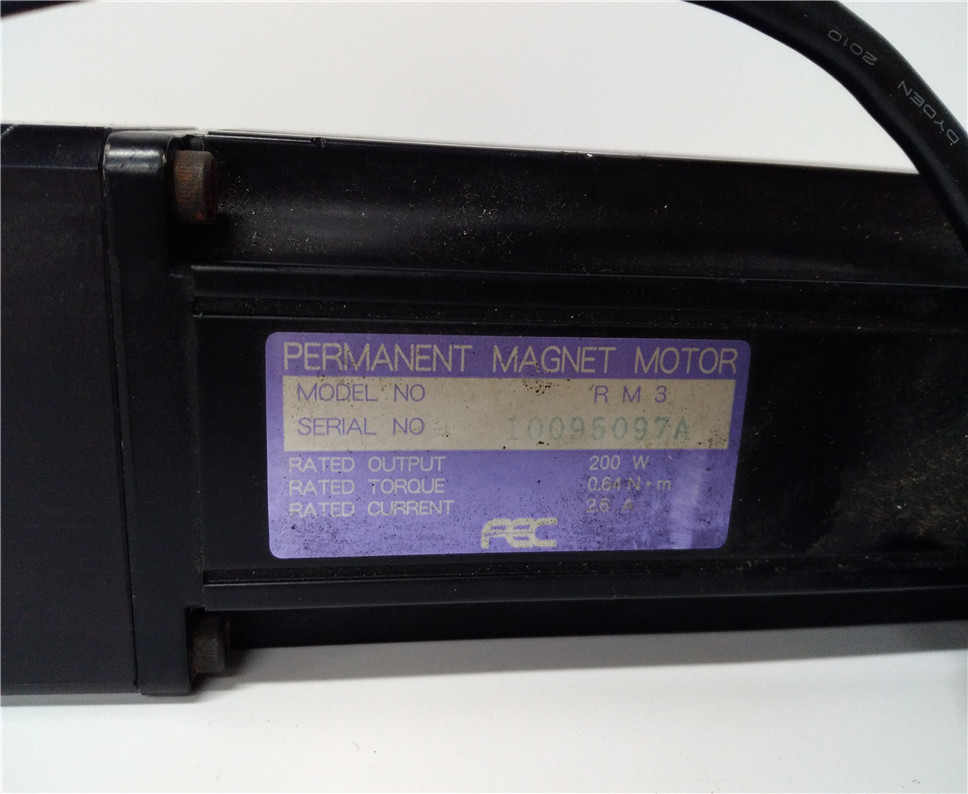 DYDEN 2010
PERMANENT MAGNET MOTOR
MODEL NO R M 3
SERIAL NO I0095097A
RATED OUTPUT 200 W
RATED TORQUE 0.64 N・m
RATED CURRENT 2.6 A
FEC